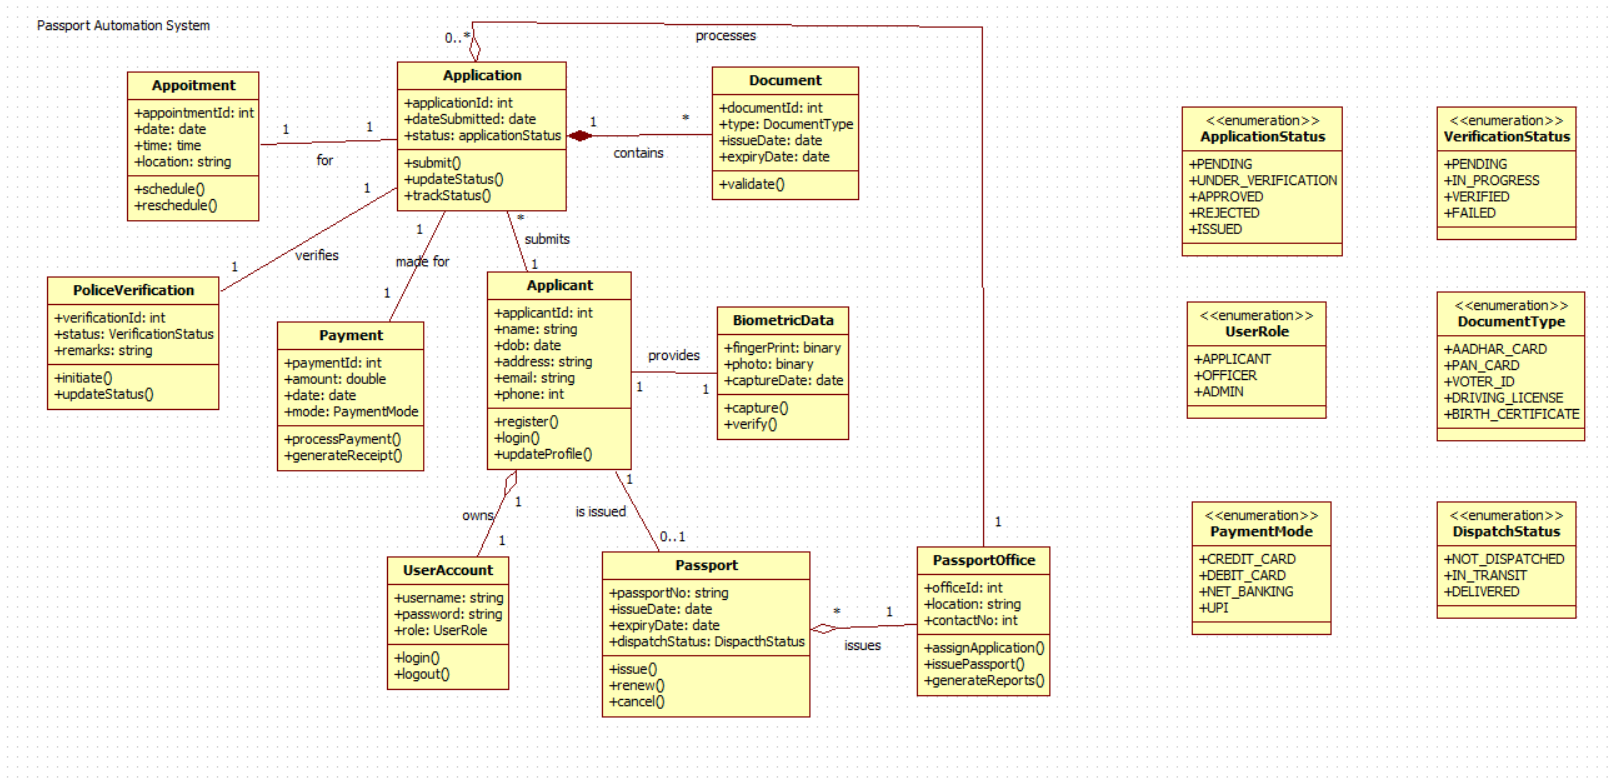 Passport Automation System
processes
0..*
Appoitment
+appointmentId: int
+date: date
+time: time
+location: string
+schedule()
+reschedule()
1
1
for
Application
+applicationId: int
+dateSubmitted: date
+status: applicationStatus
+submit()
+updateStatus()
+trackStatus()
1
*
contains
Document
+documentId: int
+type: DocumentType
+issueDate: date
+expiryDate: date
+validate()
1
verifies
1
1
made for
1
*
submits
1
PoliceVerification
+verificationId: int
+status: VerificationStatus
+remarks: string
+initiate()
+updateStatus()
Payment
+paymentId: int
+amount: double
+date: date
+mode: PaymentMode
+processPayment()
+generateReceipt()
Applicant
+applicantId: int
+name: string
+dob: date
+address: string
+email: string
+phone: int
+register()
+login()
+updateProfile()
provides
1
1
BiometricData
+fingerPrint: binary
+photo: binary
+captureDate: date
+capture()
+verify()
1
owns
1
1
is issued
0..1
UserAccount
+username: string
+password: string
+role: UserRole
+login()
+logout()
Passport
+passportNo: string
+issueDate: date
+expiryDate: date
+dispatchStatus: DispacthStatus
+issue()
+renew()
+cancel()
*
1
issues
1
PassportOffice
+officeId: int
+location: string
+contactNo: int
+assignApplication()
+issuePassport()
+generateReports()
<<enumeration>>
ApplicationStatus
+PENDING
+UNDER_VERIFICATION
+APPROVED
+REJECTED
+ISSUED
<<enumeration>>
VerificationStatus
+PENDING
+IN_PROGRESS
+VERIFIED
+FAILED
<<enumeration>>
UserRole
+APPLICANT
+OFFICER
+ADMIN
<<enumeration>>
DocumentType
+AADHAR_CARD
+PAN_CARD
+VOTER_ID
+DRIVING_LICENSE
+BIRTH_CERTIFICATE
<<enumeration>>
PaymentMode
+CREDIT_CARD
+DEBIT_CARD
+NET_BANKING
+UPI
<<enumeration>>
DispatchStatus
+NOT_DISPATCHED
+IN_TRANSIT
+DELIVERED